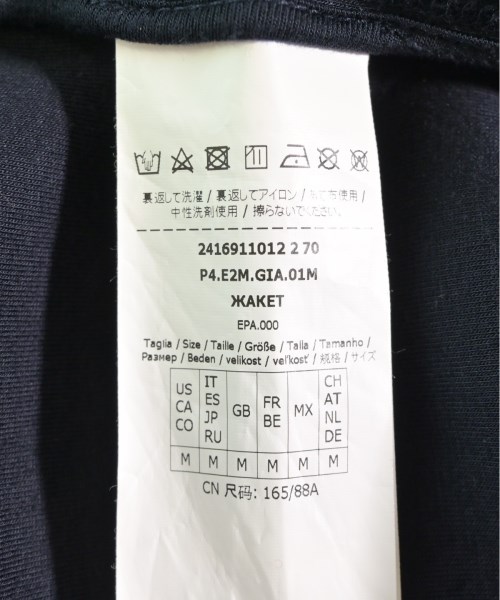 裏返して洗濯 / 裏返してアイロン / あて布使用 /
中性洗剤使用 / 擦らないでください。
2416911012 2 70
P4.E2M.GIA.01M
ЖАКЕТ
EPA.000
Taglia / Size / Taille / Größe / Talla / Tamanho /
Размер / Beden / velikost / veľkosť / 规格 / サイズ
US CA CO | IT ES JP RU | GB | FR BE | MX | CH AT NL DE
M | M | M | M | M | M
CN 尺码: 165/88A